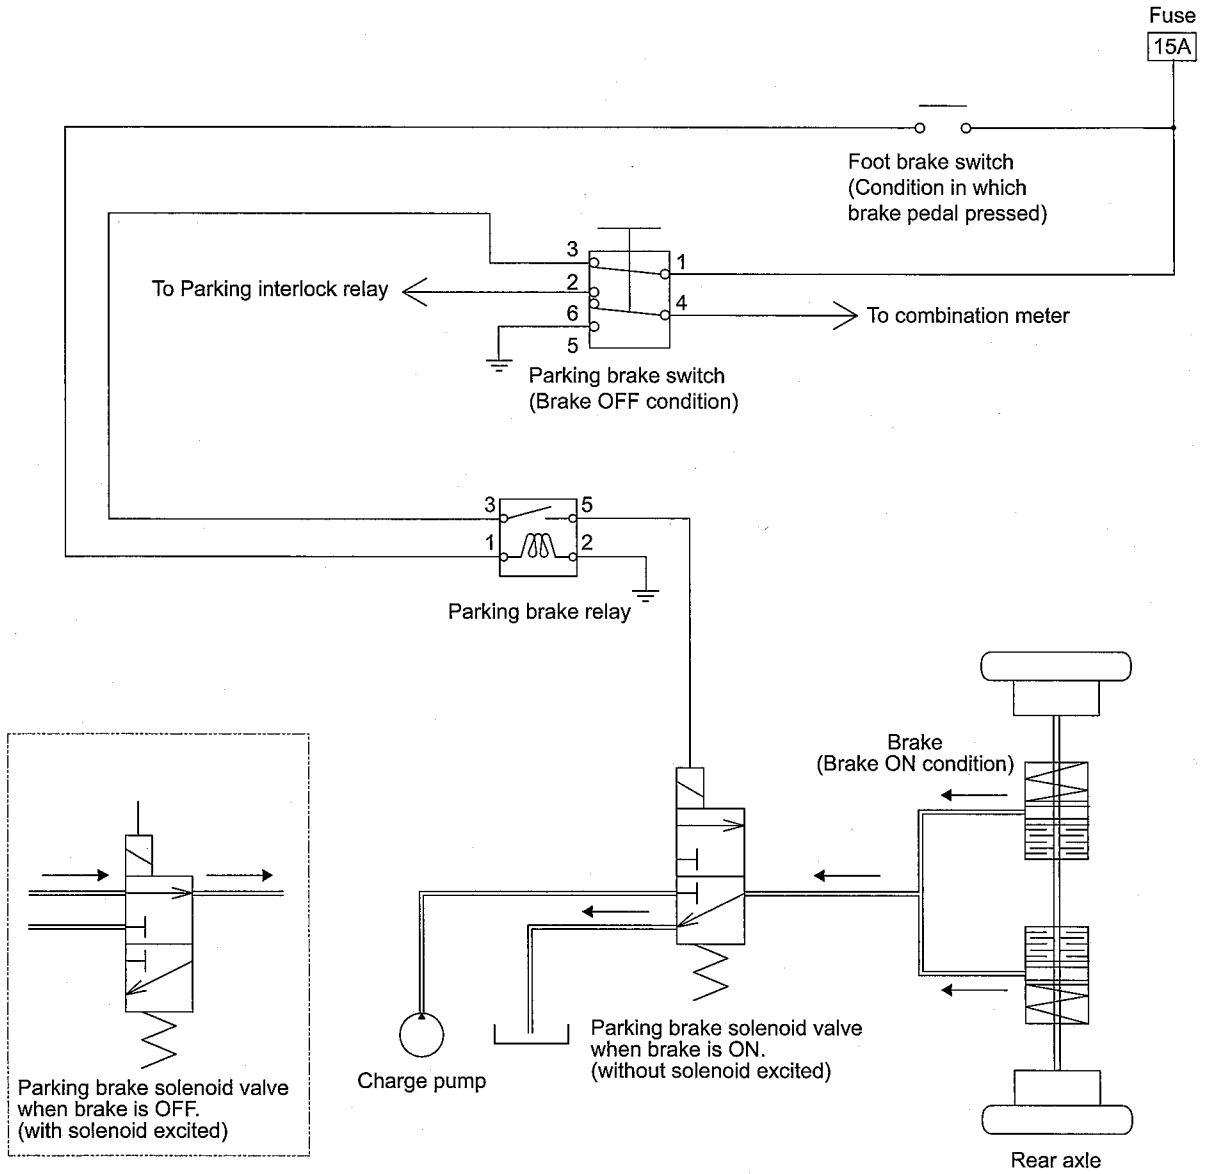 Fuse
15A
Foot brake switch
(Condition in which
brake pedal pressed)
3
1
To Parking interlock relay
2
4
To combination meter
6
5
Parking brake switch
(Brake OFF condition)
3
5
1
2
Parking brake relay
Brake
(Brake ON condition)
Parking brake solenoid valve
when brake is ON.
(without solenoid excited)
Charge pump
Parking brake solenoid valve
when brake is OFF.
(with solenoid excited)
Rear axle